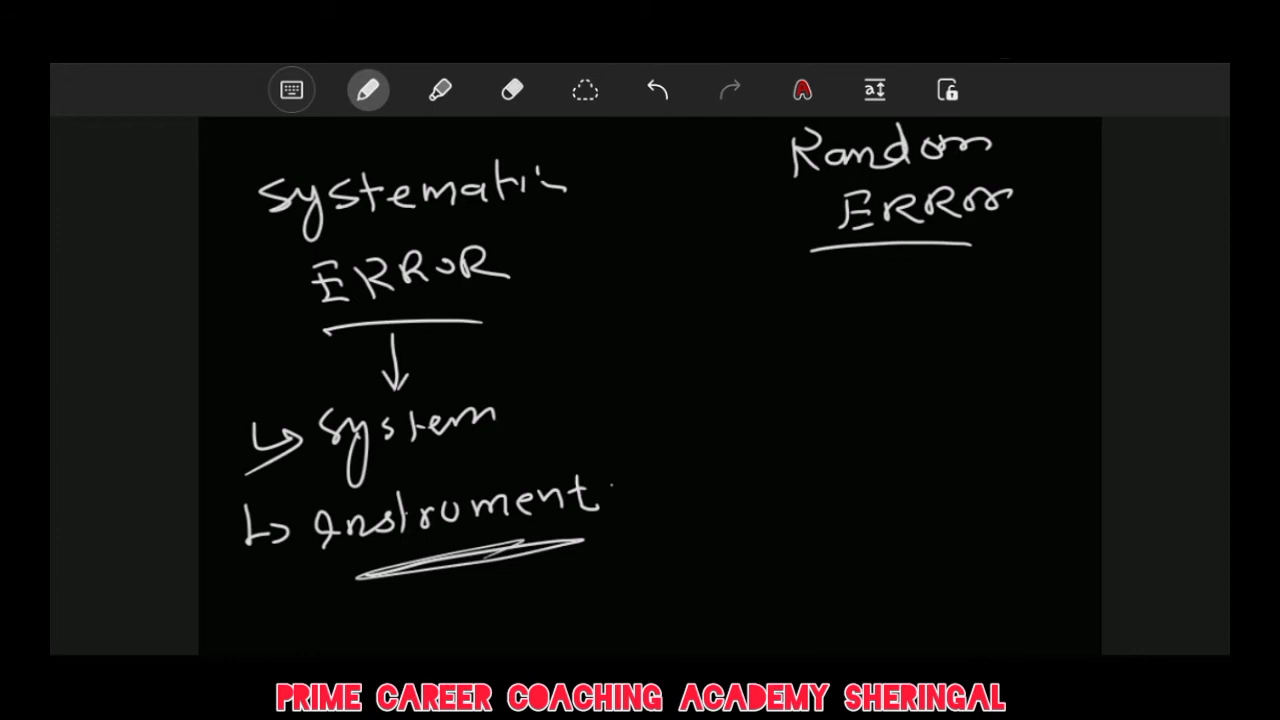 Systematic
ERROR
System
Instrument
Random
ERROR
PRIME CAREER COACHING ACADEMY SHERINGAL